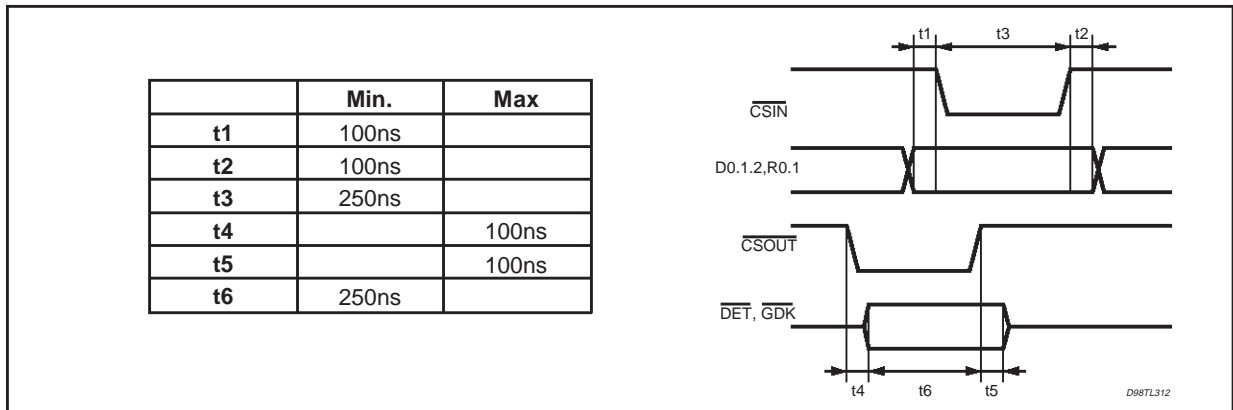 Min. Max
t1 100ns
t2 100ns
t3 250ns
t4 100ns
t5 100ns
t6 250ns
t1 t3 t2
CSIN
D0.1.2,R0.1
CSOUT
DET, GDK
t4 t6 t5
D98TL312